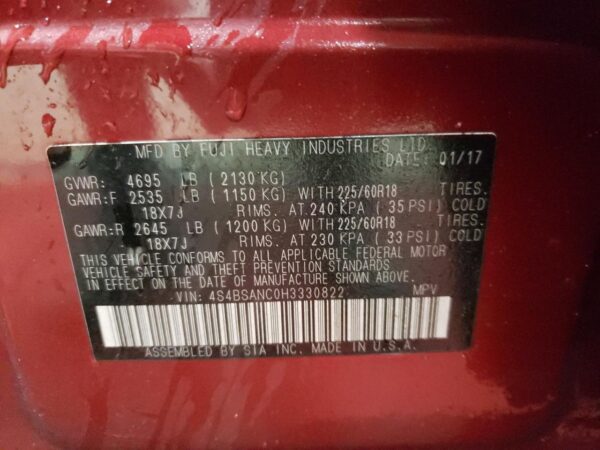 MFD BY FUJI HEAVY INDUSTRIES LTD.
DATE: 01/17
GVWR: 4695 LB (2130 KG)
GAWR:F 2535 LB (1150 KG) WITH 225/60R18 TIRES.
18X7J RIMS. AT 240 KPA (35 PSI) COLD
GAWR:R 2645 LB (1200 KG) WITH 225/60R18 TIRES.
18X7J RIMS. AT 230 KPA (33 PSI) COLD
THIS VEHICLE CONFORMS TO ALL APPLICABLE FEDERAL MOTOR
VEHICLE SAFETY AND THEFT PREVENTION STANDARDS
IN EFFECT ON THE DATE OF MANUFACTURE SHOWN ABOVE.
VIN: 4S4BSANC0H3330822 MPV
ASSEMBLED BY SIA INC. MADE IN U.S.A.